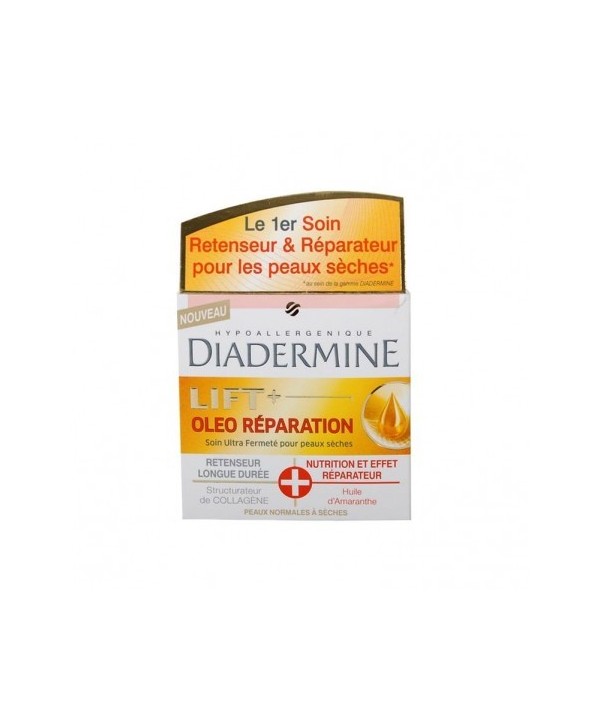 Le 1er Soin
Retenseur & Réparateur
pour les peaux sèches*
*au sein de la gamme DIADERMINE
NOUVEAU
HYPOALLERGENIQUE
DIADERMINE
LIFT+
OLEO RÉPARATION
Soin Ultra Fermeté pour peaux sèches
RETENSEUR
LONGUE DURÉE
Structurateur
de COLLAGÈNE
NUTRITION ET EFFET
RÉPARATEUR
Huile
d'Amaranthe
PEAUX NORMALES À SÈCHES